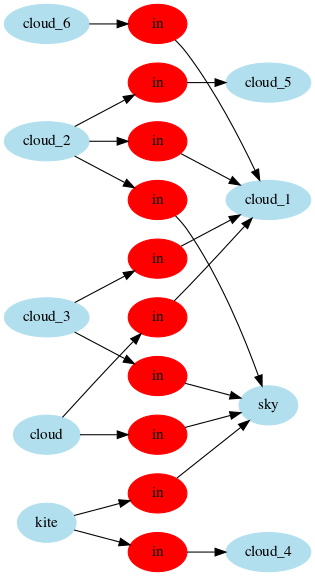 cloud_6 in
in cloud_5
cloud_2 in
in cloud_1
in
cloud_3 in
in
sky
cloud in
in
kite
in cloud_4